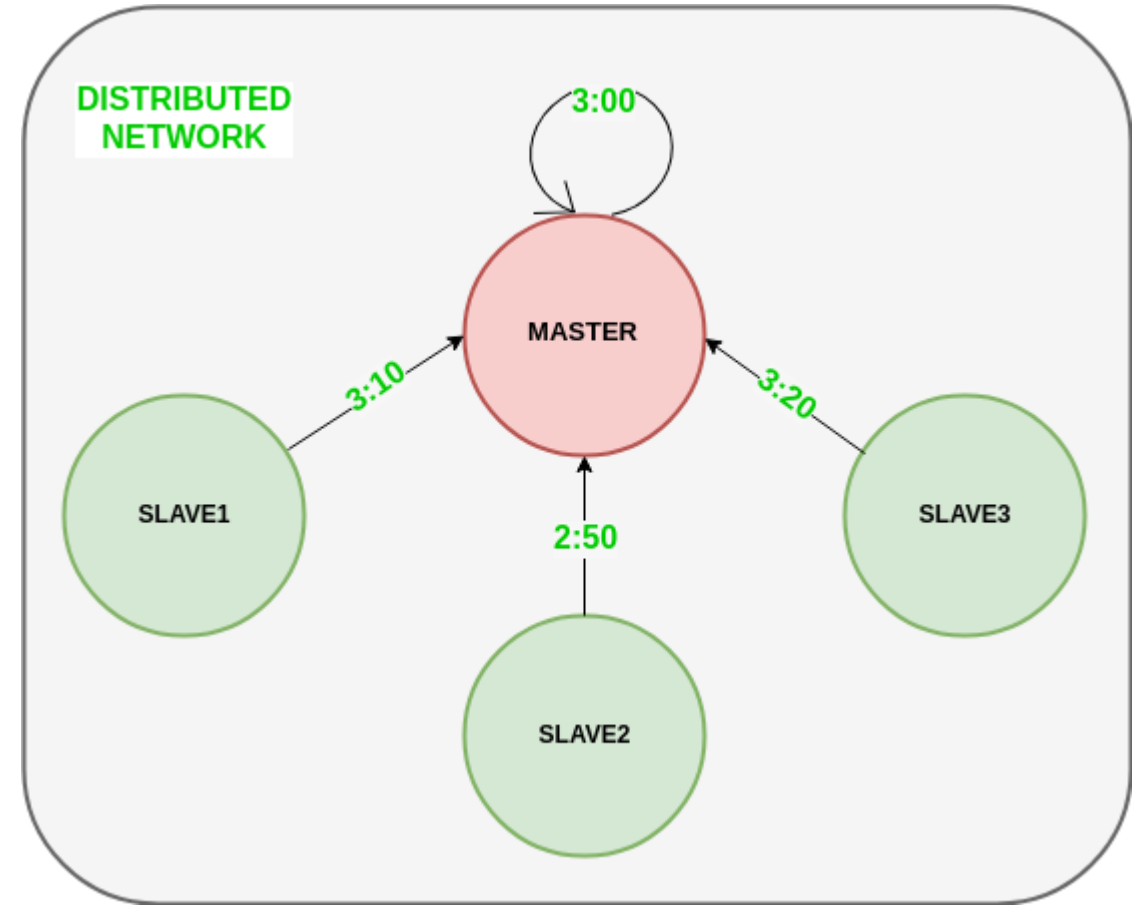 DISTRIBUTED
NETWORK
3:00
MASTER
3:10
3:20
SLAVE1
SLAVE3
2:50
SLAVE2